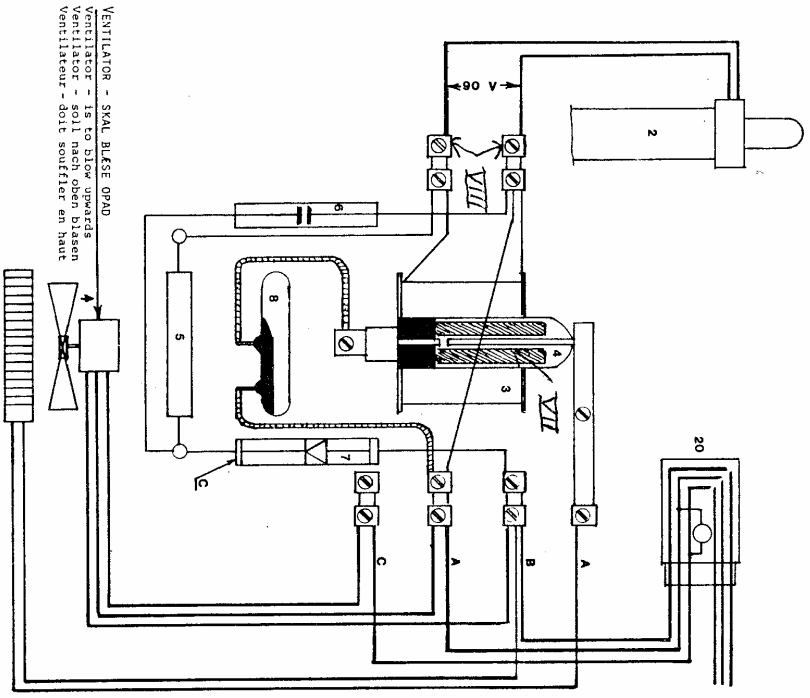 VENTILATOR - SKAL BLÆSE OPAD
Ventilator - is to blow upwards
Ventilator - soll nach oben blasen
Ventilateur - doit souffler en haut
90 V
2
VIII
6
8
5
7
C
4
3
VII
20
C
A
B
A